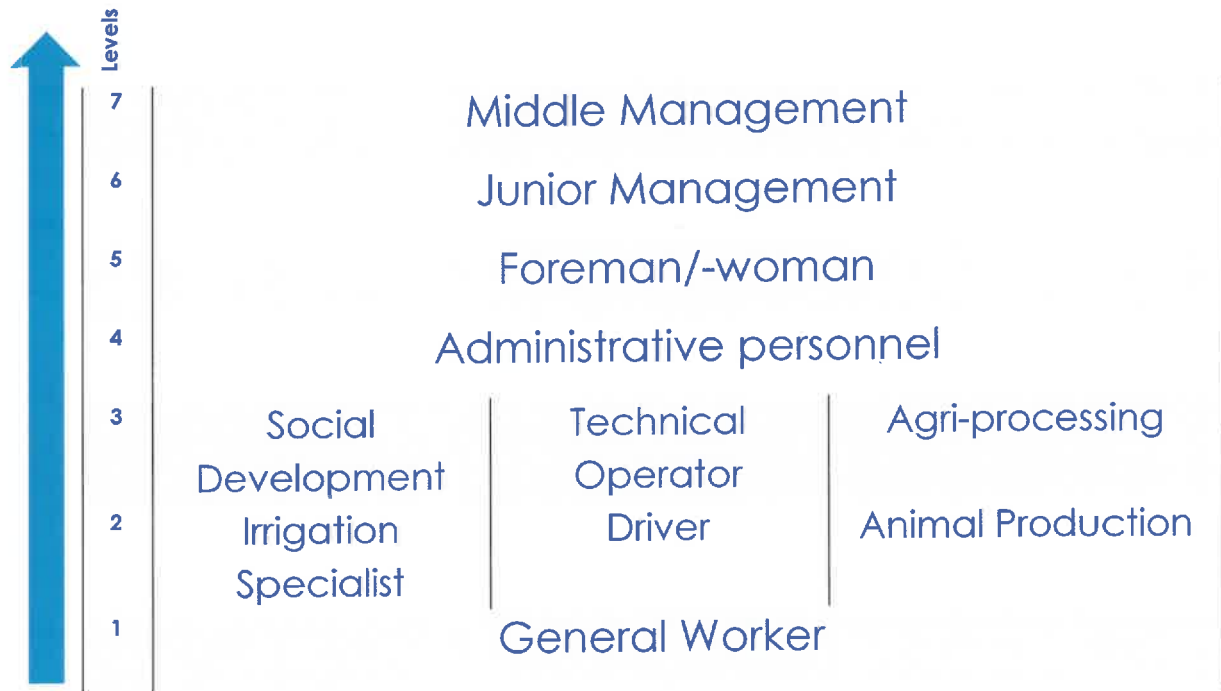 Levels
7
Middle Management
6
Junior Management
5
Foreman/-woman
4
Administrative personnel
3
Social
Development
Technical
Operator
Agri-processing
2
Irrigation
Specialist
Driver
Animal Production
1
General Worker